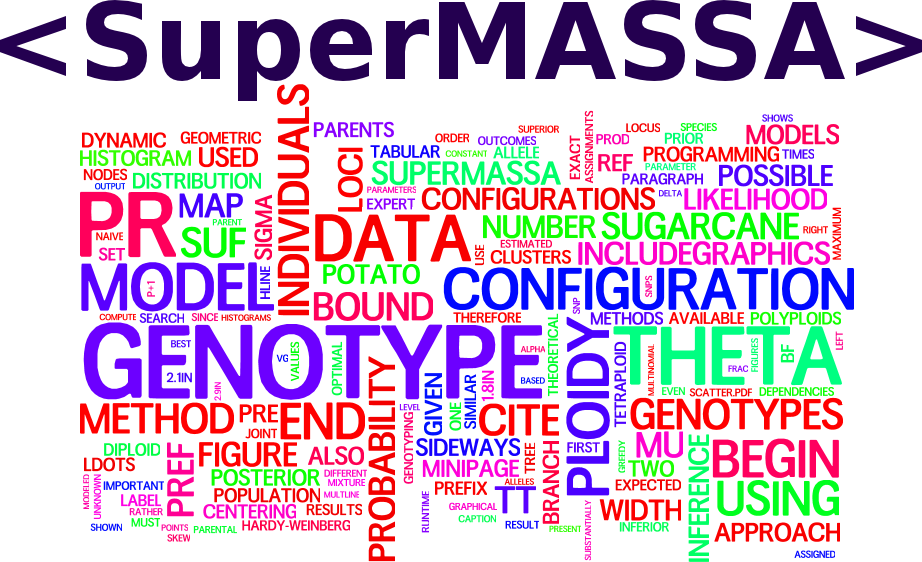 <SuperMASSA>
DYNAMIC
GEOMETRIC
HISTOGRAM
USED
NODES
OUTPUT
DISTRIBUTION
PR
MAP
PARENT
NAIVE
SET
SUF
SIGMA
INDIVIDUALS
PARENTS
LOCI
TABULAR
ORDER
CONSTANT
SUPERIOR
OUTCOMES
ALLELE
SUPERMASSA
PARAMETERS
EXPERT
CONFIGURATIONS
EXACT
ASSIGNMENTS
PROD
REF
LOCUS
SPECIES
PRIOR
SHOWS
MODELS
PROGRAMMING
TIMES
PARAMETER
PARAGRAPH
POSSIBLE
DELTA
LIKELIHOOD
DATA
USE
NUMBER
SUGARCANE
RIGHT
MAXIMUM
ESTIMATED
CLUSTERS
INCLUDEGRAPHICS
MODEL
P+1
HLINE
POTATO
BOUND
CONFIGURATION
SNP
SNPS
COMPUTE
SEARCH
SINCE
HISTOGRAMS
THEREFORE
METHODS
AVAILABLE
POLYPLOIDS
GENOTYPE
BEST
2.1IN
2.9IN
VG
VALUES
OPTIMAL
ALPHA
BASED
THEORETICAL
PLOIDY
THETA
FRAC
FIGURES
BF
LEFT
TETRAPLOID
MULTINOMIAL
EVEN
SCATTER.PDF
DEPENDENCIES
METHOD
PRE
JOINT
END
PROBABILITY
LEVEL
GENOTYPING
GIVEN
ONE
SIMILAR
1.8IN
CITE
GENOTYPES
DIPLOID
LDOTS
PREF
FIGURE
ALSO
SIDEWAYS
MINIPAGE
TREE
BRANCH
FIRST
GREEDY
MU
TWO
EXPECTED
INFERENCE
BEGIN
USING
MODELED
UNKNOWN
IMPORTANT
LABEL
RATHER
MUST
SHOWN
POINTS
SKEW
PARENTAL
POSTERIOR
DIFFERENT
MIXTURE
POPULATION
MULTLINE
CENTERING
RESULTS
HARDY-WEINBERG
RUNTIME
PREFIX
ALLELES
TT
GRAPHICAL
CAPTION
RESULT
PRESENT
SUBSTANTIALLY
WIDTH
INFERIOR
APPROACH
ASSIGNED